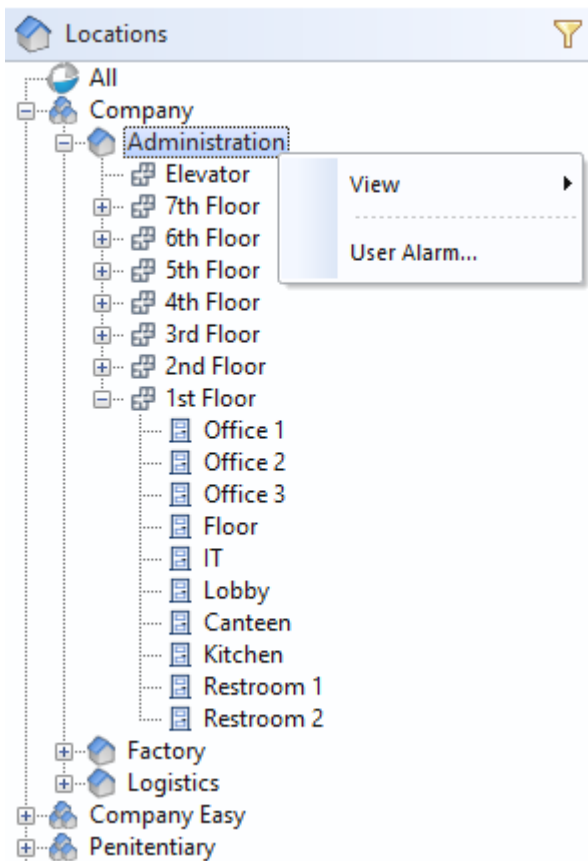 Locations
All
Company
Administration
Elevator
View
7th Floor
6th Floor
User Alarm...
5th Floor
4th Floor
3rd Floor
2nd Floor
1st Floor
Office 1
Office 2
Office 3
Floor
IT
Lobby
Canteen
Kitchen
Restroom 1
Restroom 2
Factory
Logistics
Company Easy
Penitentiary